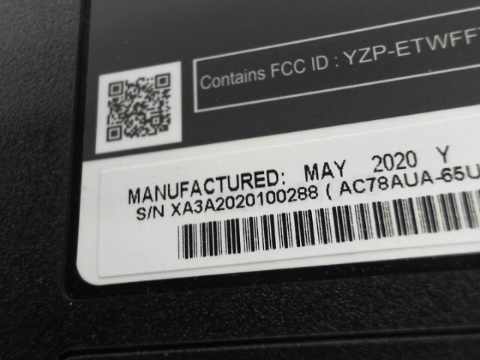 Contains FCC ID : YZP-ETWFF
MANUFACTURED: MAY 2020 Y
S/N XA3A2020100288 ( AC78AUA-65U